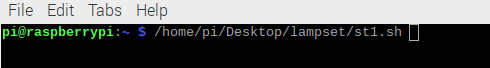 File Edit Tabs Help
pi@raspberrypi:~ $ /home/pi/Desktop/lampset/st1.sh